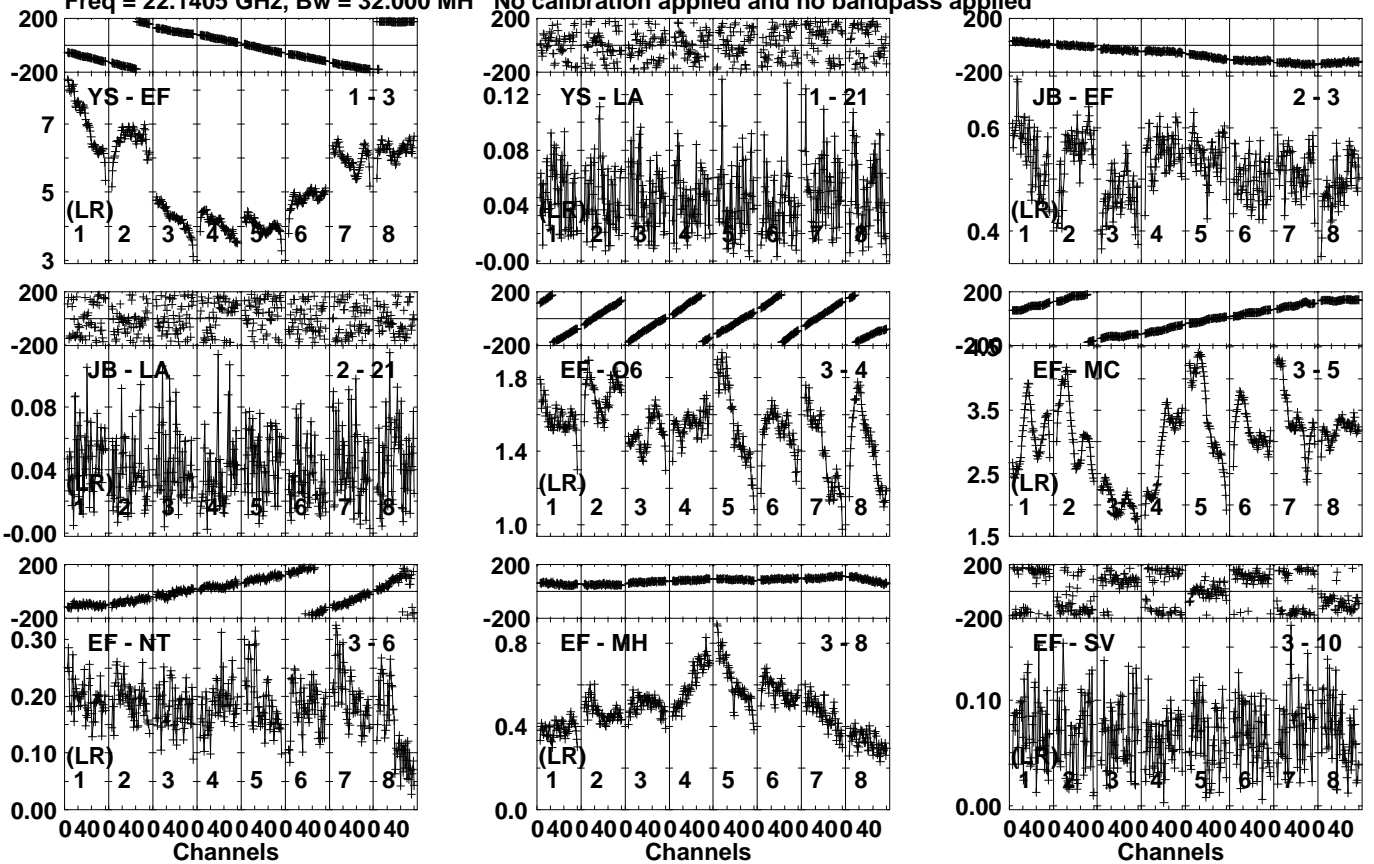 Freq = 22.1405 GHz, Bw = 32.000 MH No calibration applied and no bandpass applied
200
-200
YS - EF 1 - 3
7
5
3
(LR)
1 2 3 4 5 6 7 8
200
-200
YS - LA 1 - 21
0.12
0.08
0.04
-0.00
(LR)
1 2 3 4 5 6 7 8
200
-200
JB - EF 2 - 3
0.6
0.4
(LR)
1 2 3 4 5 6 7 8
200
-200
JB - LA 2 - 21
0.08
0.04
-0.00
(LR)
1 2 3 4 5 6 7 8
200
-200
EF - O6 3 - 4
1.8
1.4
1.0
(LR)
1 2 3 4 5 6 7 8
200
-200
4.5
EF - MC 3 - 5
3.5
2.5
1.5
(LR)
1 2 3 4 5 6 7 8
200
-200
EF - NT 3 - 6
0.30
0.20
0.10
0.00
(LR)
1 2 3 4 5 6 7 8
0 40 0 40 0 40 0 40 0 40 0 40 0 40 0 40
Channels
200
-200
EF - MH 3 - 8
0.8
0.4
0.0
(LR)
1 2 3 4 5 6 7 8
0 40 0 40 0 40 0 40 0 40 0 40 0 40 0 40
Channels
200
-200
EF - SV 3 - 10
0.10
0.00
(LR)
1 2 3 4 5 6 7 8
0 40 0 40 0 40 0 40 0 40 0 40 0 40 0 40
Channels